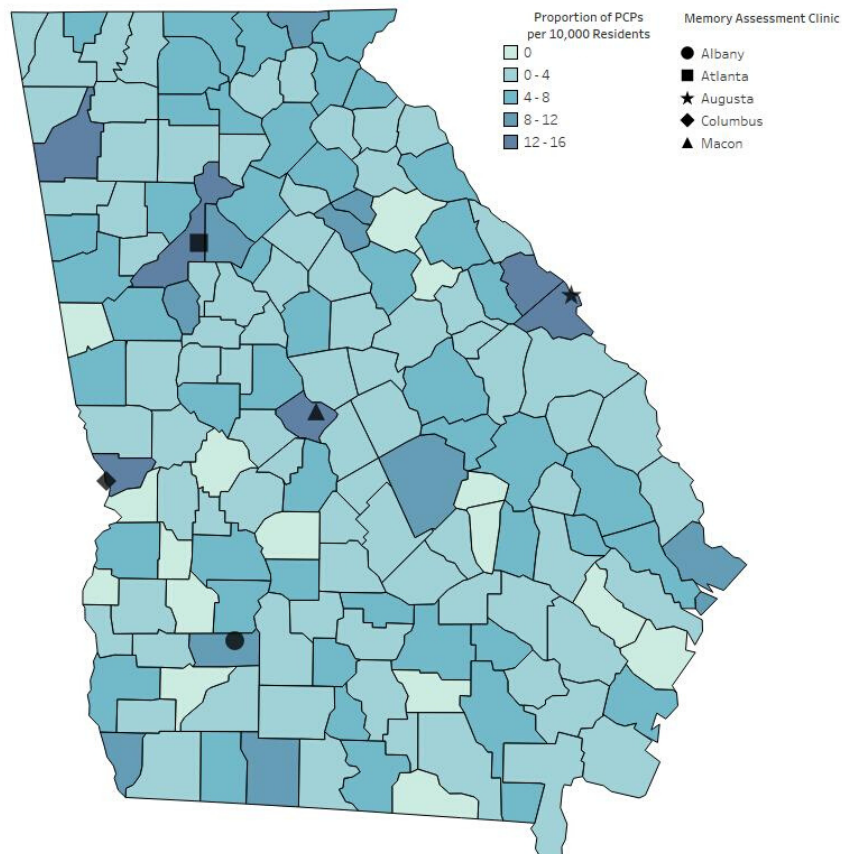 Proportion of PCPs
per 10,000 Residents
0
0 - 4
4 - 8
8 - 12
12 - 16
Memory Assessment Clinic
Albany
Atlanta
Augusta
Columbus
Macon